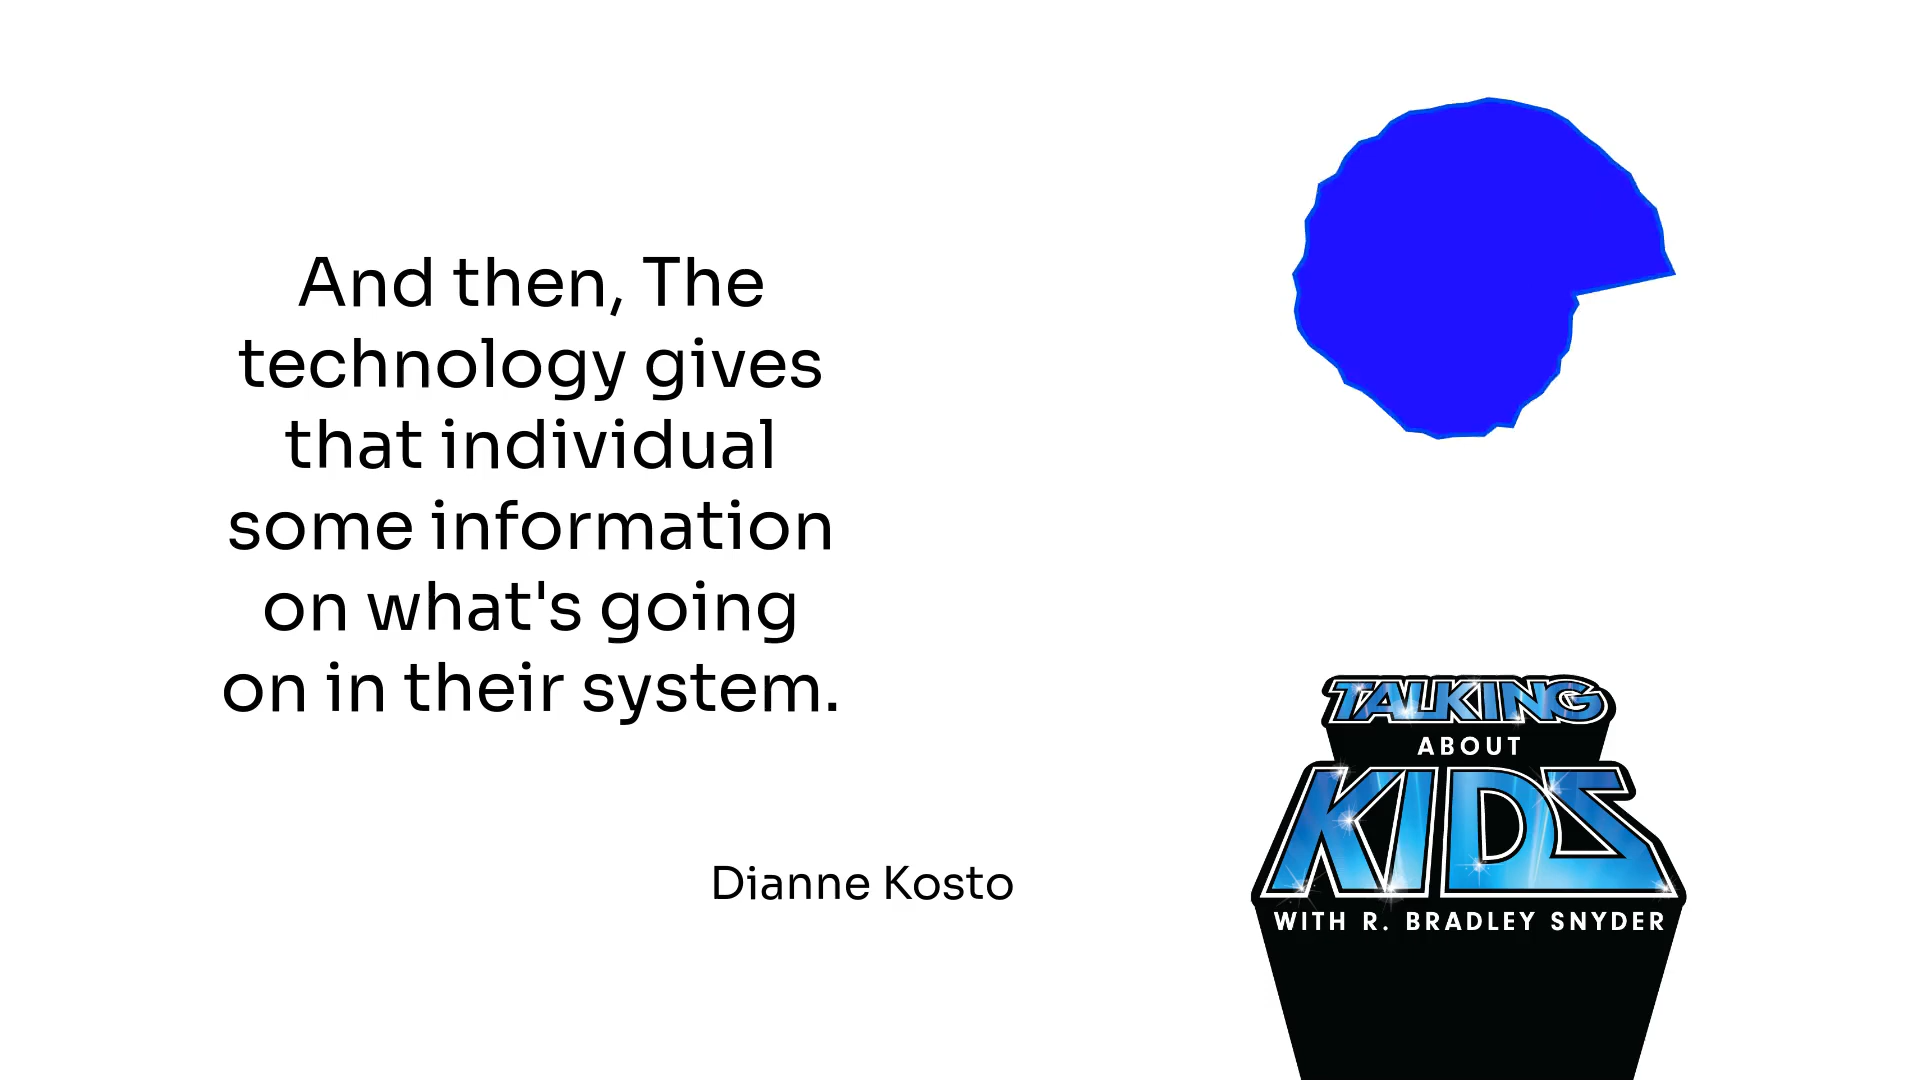 And then, The
technology gives
that individual
some information
on what's going
on in their system.
Dianne Kosto
TALKING
ABOUT
KIDS
WITH R. BRADLEY SNYDER